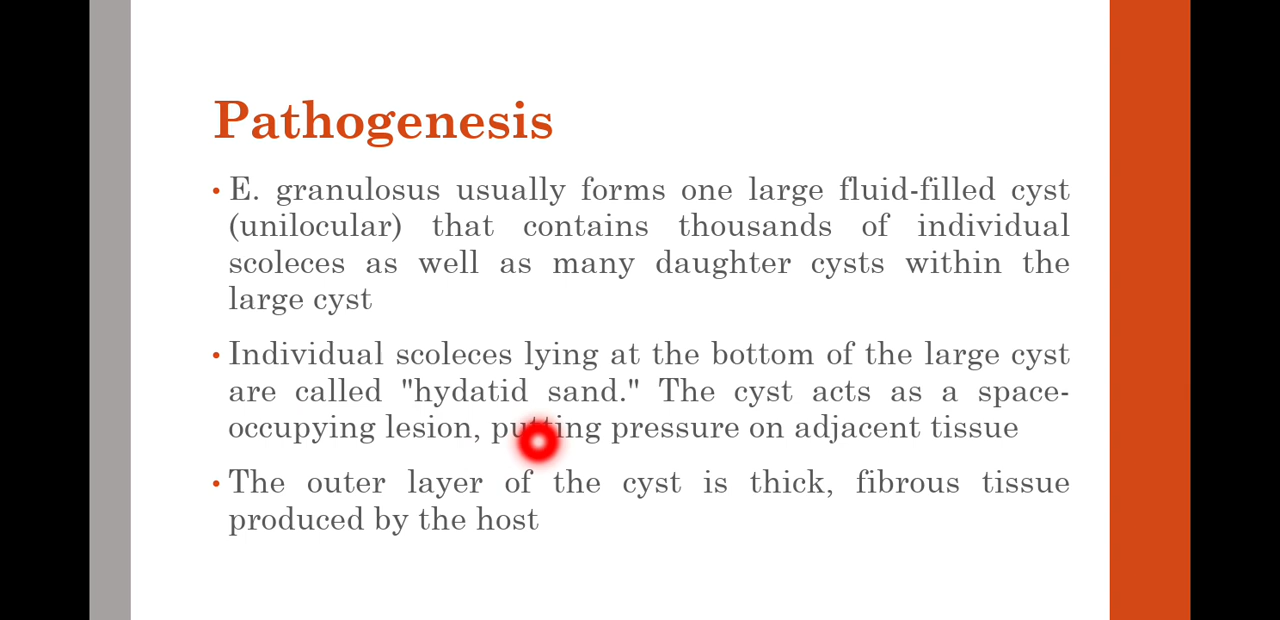 Pathogenesis
• E. granulosus usually forms one large fluid-filled cyst
(unilocular) that contains thousands of individual
scoleces as well as many daughter cysts within the
large cyst
• Individual scoleces lying at the bottom of the large cyst
are called "hydatid sand." The cyst acts as a space-
occupying lesion, putting pressure on adjacent tissue
• The outer layer of the cyst is thick, fibrous tissue
produced by the host